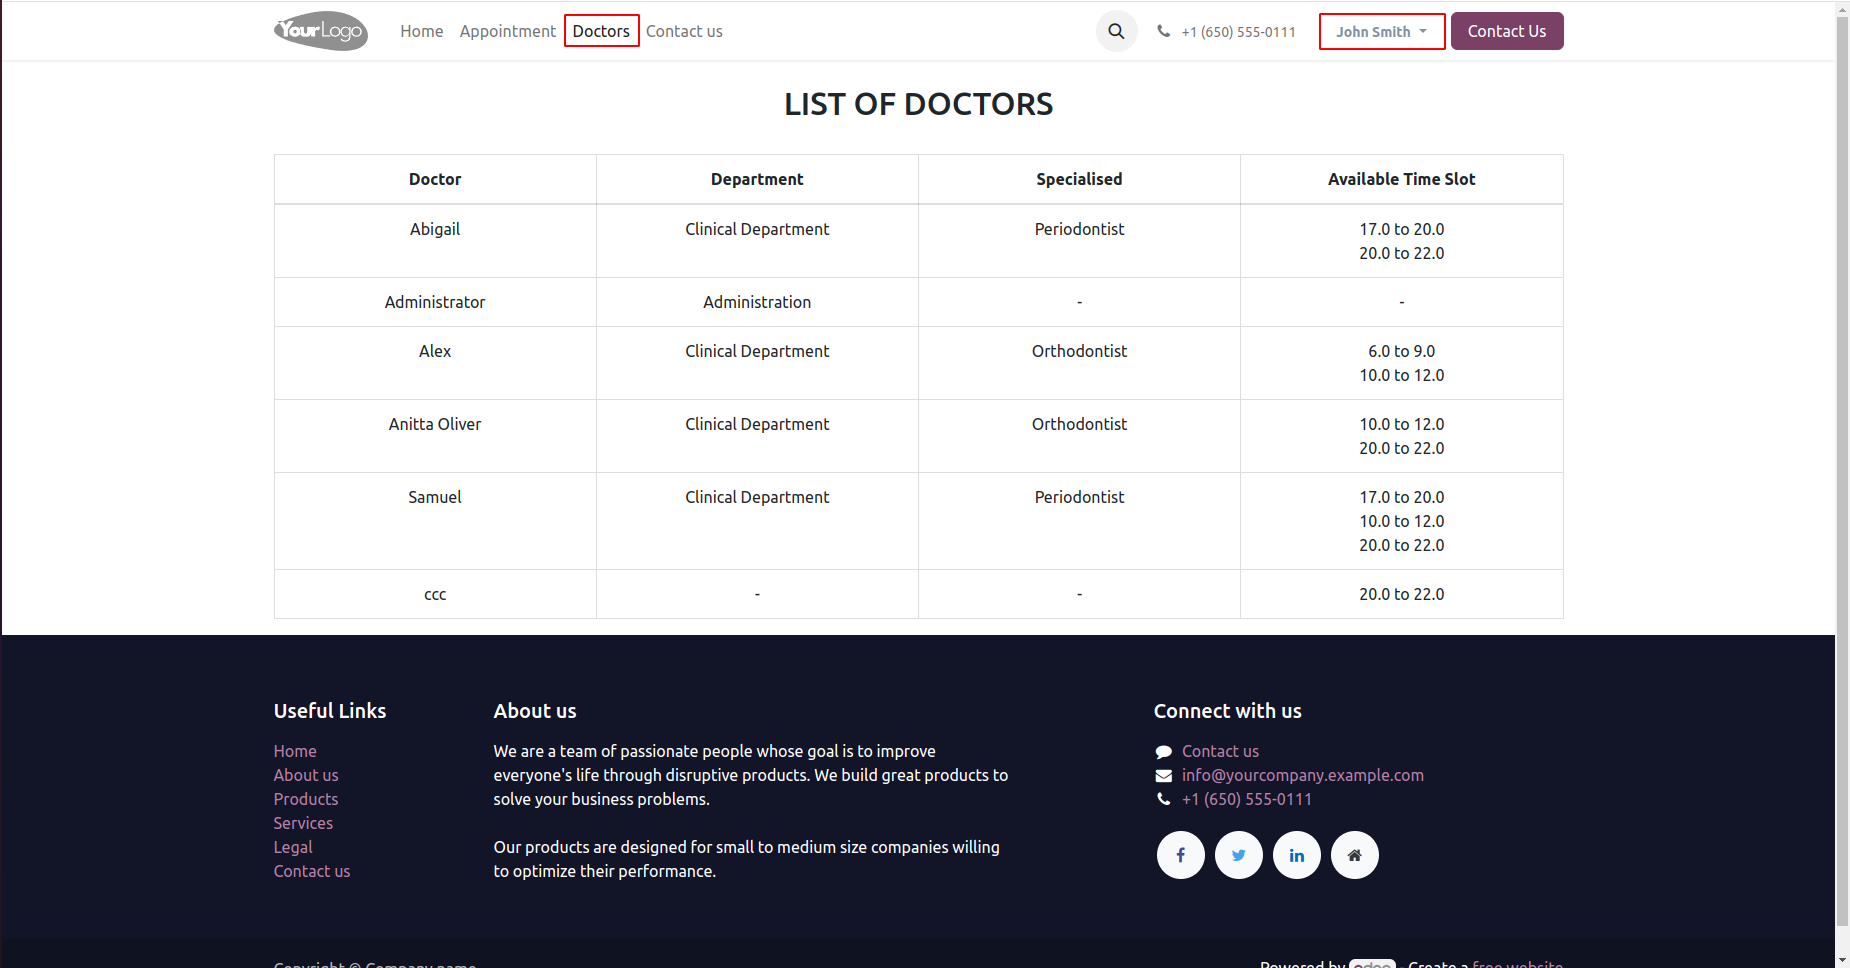 YourLogo Home Appointment Doctors Contact us +1 (650) 555-0111 John Smith Contact Us
LIST OF DOCTORS
Doctor Department Specialised Available Time Slot
Abigail Clinical Department Periodontist 17.0 to 20.0
20.0 to 22.0
Administrator Administration - -
Alex Clinical Department Orthodontist 6.0 to 9.0
10.0 to 12.0
Anitta Oliver Clinical Department Orthodontist 10.0 to 12.0
20.0 to 22.0
Samuel Clinical Department Periodontist 17.0 to 20.0
10.0 to 12.0
20.0 to 22.0
ccc - - 20.0 to 22.0
Useful Links
Home
About us
Products
Services
Legal
Contact us
About us
We are a team of passionate people whose goal is to improve
everyone's life through disruptive products. We build great products to
solve your business problems.
Our products are designed for small to medium size companies willing
to optimize their performance.
Connect with us
Contact us
info@yourcompany.example.com
+1 (650) 555-0111
Copyright © Company name
Powered by odoo - Create a free website